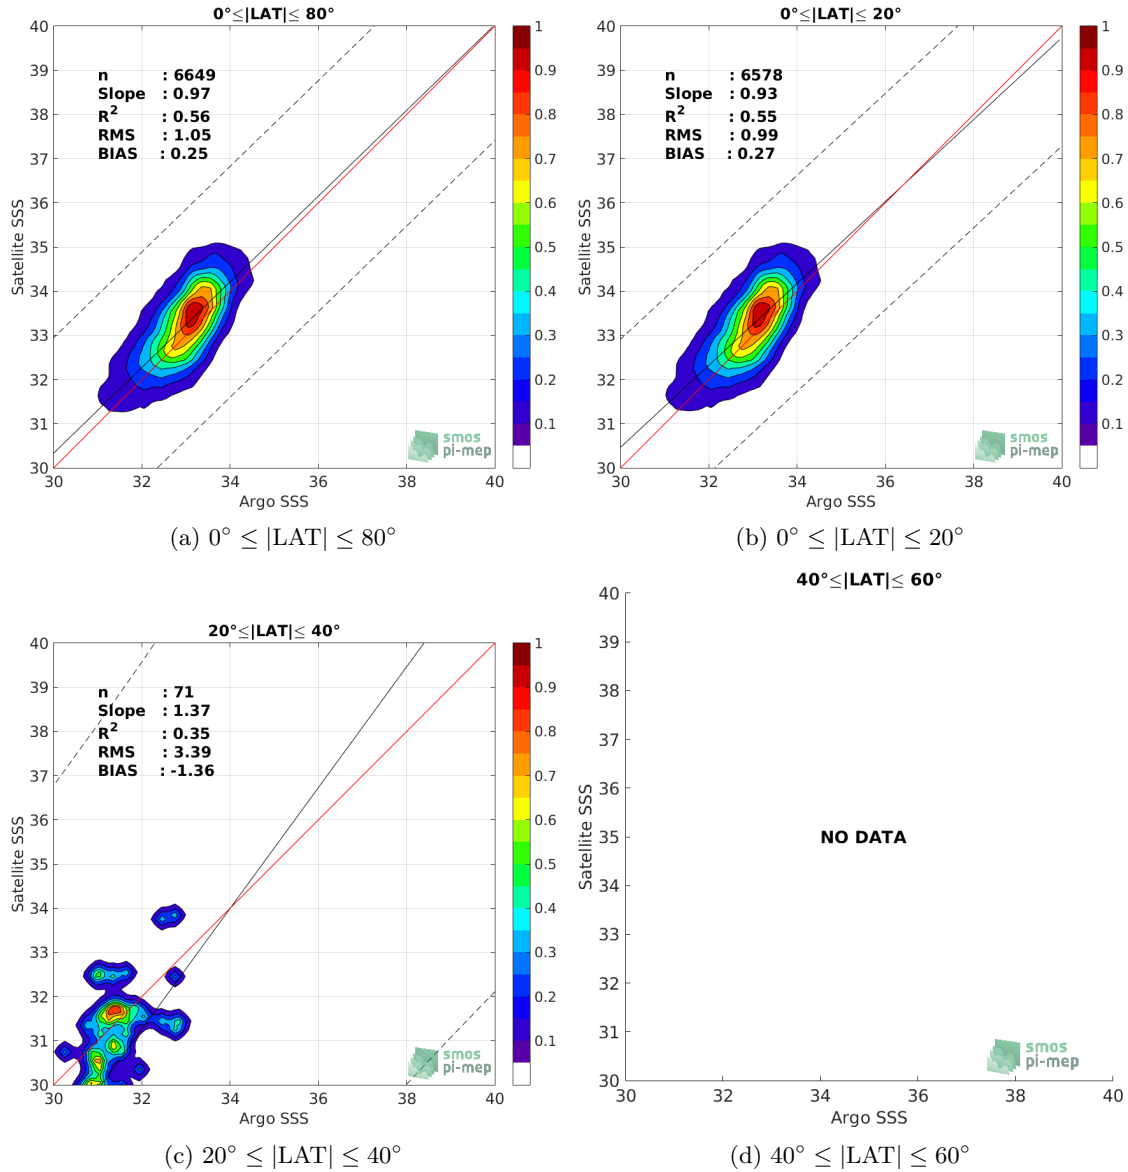 0°≤|LAT|≤ 80°
40
39
38
37
36
35
34
33
32
31
30
Satellite SSS
n : 6649
Slope : 0.97
R² : 0.56
RMS : 1.05
BIAS : 0.25
smos
pi-mep
30 32 34 36 38 40
Argo SSS
1
0.9
0.8
0.7
0.6
0.5
0.4
0.3
0.2
0.1
(a) 0° ≤ |LAT| ≤ 80°
0°≤|LAT|≤ 20°
40
39
38
37
36
35
34
33
32
31
30
Satellite SSS
n : 6578
Slope : 0.93
R² : 0.55
RMS : 0.99
BIAS : 0.27
smos
pi-mep
30 32 34 36 38 40
Argo SSS
1
0.9
0.8
0.7
0.6
0.5
0.4
0.3
0.2
0.1
(b) 0° ≤ |LAT| ≤ 20°
20°≤|LAT|≤ 40°
40
39
38
37
36
35
34
33
32
31
30
Satellite SSS
n : 71
Slope : 1.37
R² : 0.35
RMS : 3.39
BIAS : -1.36
smos
pi-mep
30 32 34 36 38 40
Argo SSS
1
0.9
0.8
0.7
0.6
0.5
0.4
0.3
0.2
0.1
(c) 20° ≤ |LAT| ≤ 40°
40°≤|LAT|≤ 60°
40
39
38
37
36
35
34
33
32
31
30
Satellite SSS
NO DATA
smos
pi-mep
30 32 34 36 38 40
Argo SSS
(d) 40° ≤ |LAT| ≤ 60°